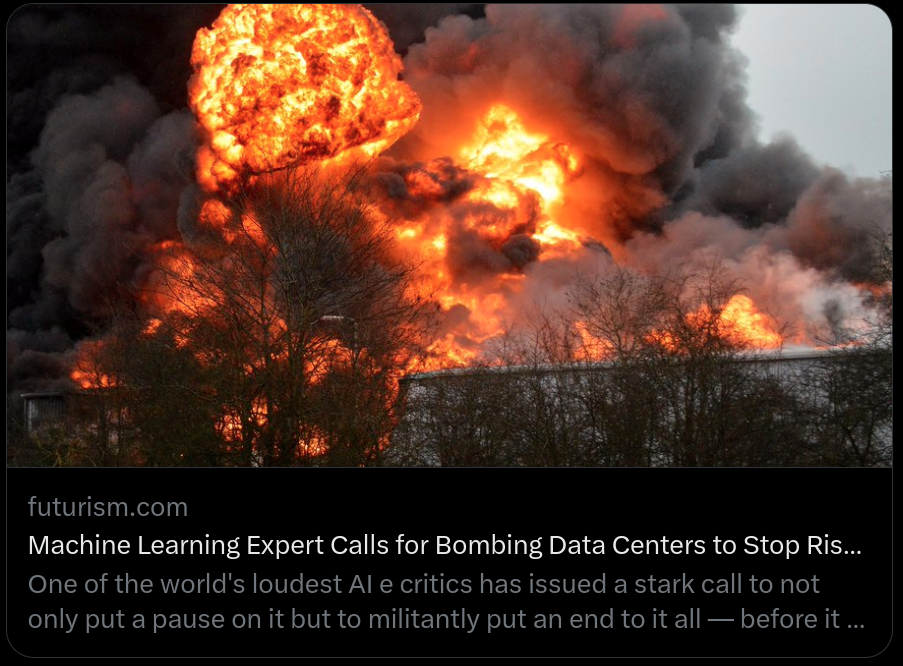 futurism.com
Machine Learning Expert Calls for Bombing Data Centers to Stop Ris...
One of the world's loudest AI e critics has issued a stark call to not
only put a pause on it but to militantly put an end to it all — before it ...